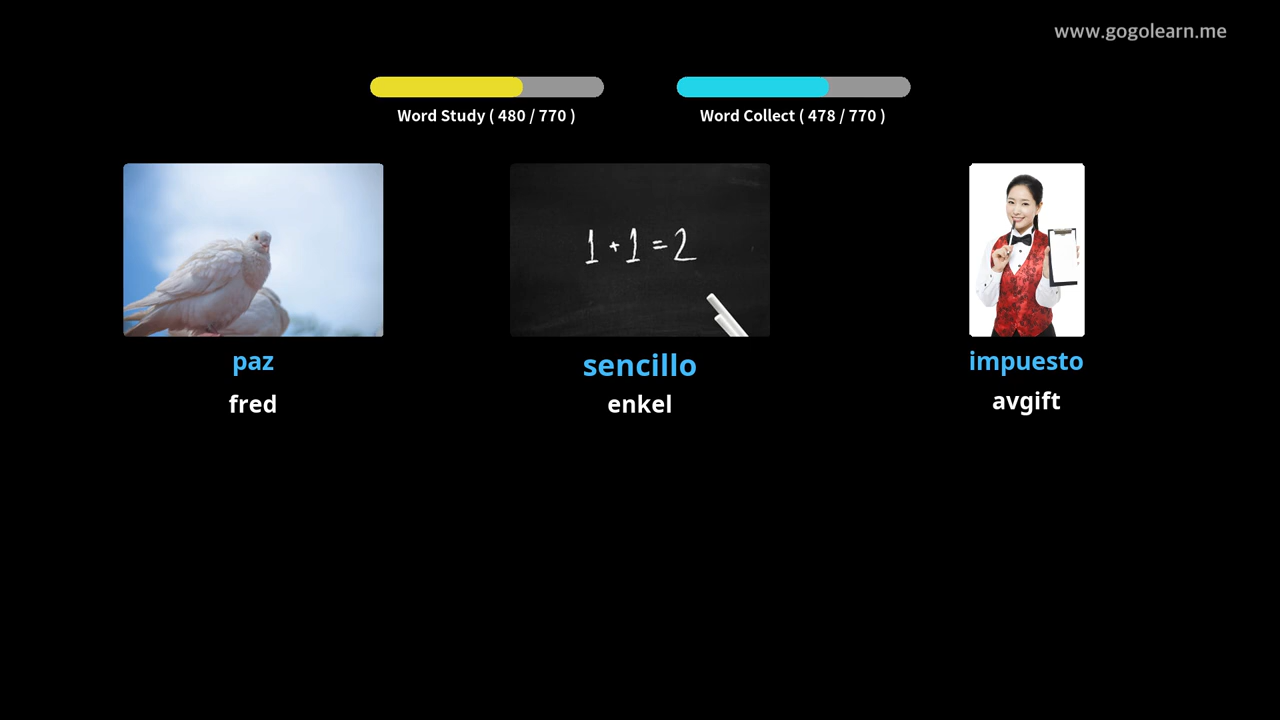 www.gogolearn.me
Word Study ( 480 / 770 )
Word Collect ( 478 / 770 )
1 + 1 = 2
paz
sencillo
impuesto
fred
enkel
avgift